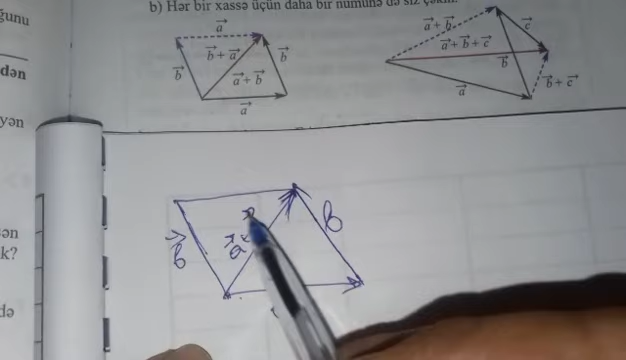 b) Hər bir xassə üçün daha bir nümunə də siz çəkin.
ğunu
dən
yən
ən
k?
də
a⃗
b⃗ + a⃗
b⃗
a⃗ + b⃗
b⃗
a⃗
a⃗ + b⃗
c⃗
a⃗ + b⃗ + c⃗
b⃗
a⃗
b⃗ + c⃗
b⃗
a⃗
b